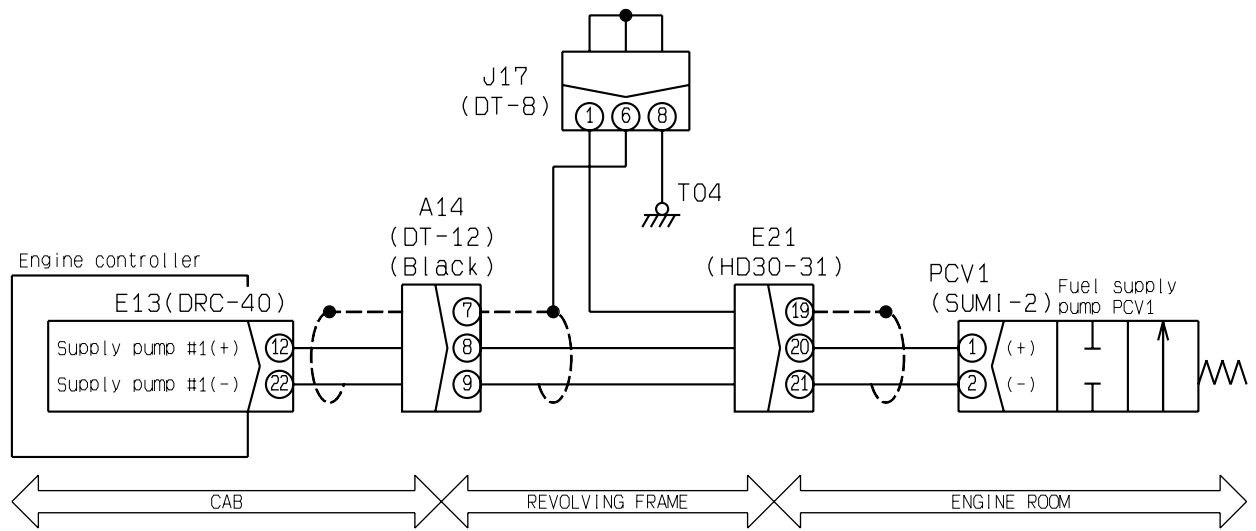 J17
(DT-8)
1 6 8
T04
A14
(DT-12)
(Black)
E21
(HD30-31)
Engine controller
E13(DRC-40)
PCV1
(SUMI-2)
Fuel supply
pump PCV1
7
19
Supply pump #1(+)
12
8
20
1
(+)
Supply pump #1(-)
22
9
21
2
(-)
CAB
REVOLVING FRAME
ENGINE ROOM